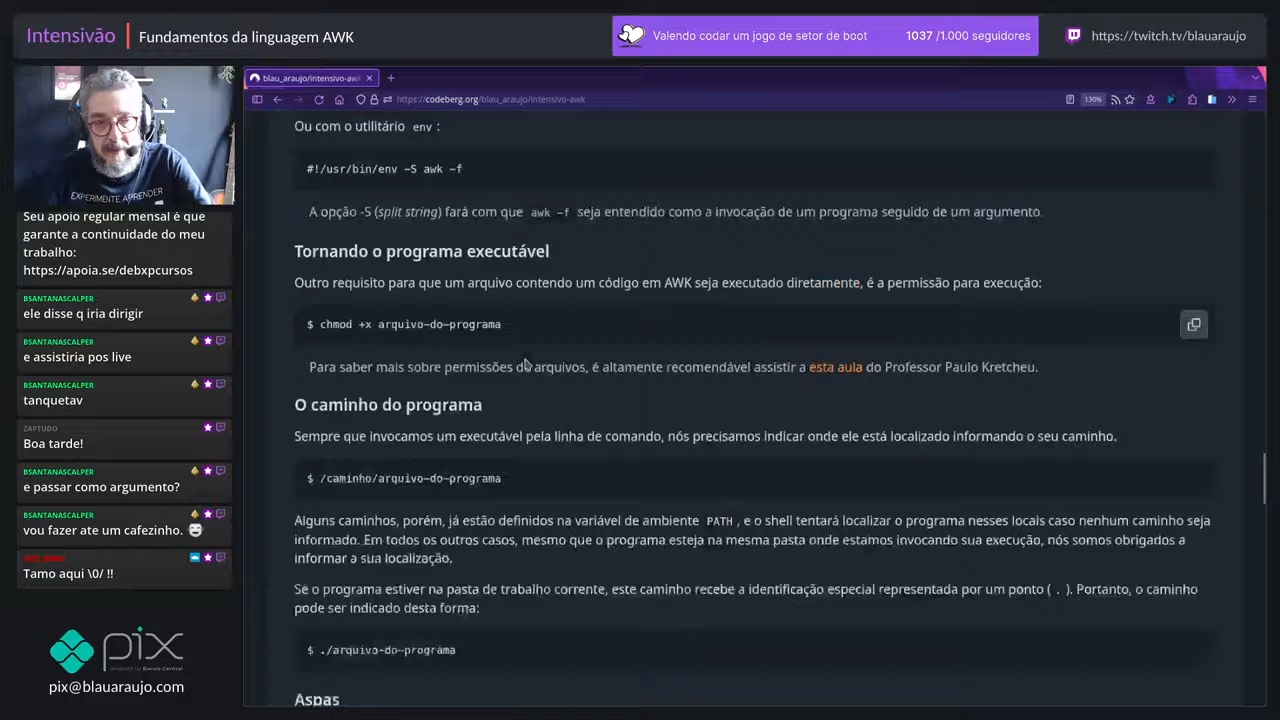 Intensivão
Fundamentos da linguagem AWK
Valendo codar um jogo de setor de boot
1037 /1.000 seguidores
https://twitch.tv/blauaraujo
EXPERIMENTE APRENDER
Seu apoio regular mensal é que
garante a continuidade do meu
trabalho:
https://apoia.se/debxpcursos
BSANTANASCALPER
ele disse q iria dirigir
BSANTANASCALPER
e assistiria pos live
BSANTANASCALPER
tanquetav
ZAPTUDO
Boa tarde!
BSANTANASCALPER
e passar como argumento?
BSANTANASCALPER
vou fazer ate um cafezinho.
Tamo aqui \0/ !!
pix
powered by Banco Central
pix@blauaraujo.com
blau_araujo/intensivo-awk
https://codeberg.org/blau_araujo/intensivo-awk
130%
Ou com o utilitário env :
#!/usr/bin/env -S awk -f
A opção -S (split string) fará com que awk -f seja entendido como a invocação de um programa seguido de um argumento.
Tornando o programa executável
Outro requisito para que um arquivo contendo um código em AWK seja executado diretamente, é a permissão para execução:
$ chmod +x arquivo-do-programa
Para saber mais sobre permissões de arquivos, é altamente recomendável assistir a esta aula do Professor Paulo Kretcheu.
O caminho do programa
Sempre que invocamos um executável pela linha de comando, nós precisamos indicar onde ele está localizado informando o seu caminho.
$ /caminho/arquivo-do-programa
Alguns caminhos, porém, já estão definidos na variável de ambiente PATH , e o shell tentará localizar o programa nesses locais caso nenhum caminho seja
informado. Em todos os outros casos, mesmo que o programa esteja na mesma pasta onde estamos invocando sua execução, nós somos obrigados a
informar a sua localização.
Se o programa estiver na pasta de trabalho corrente, este caminho recebe a identificação especial representada por um ponto ( . ). Portanto, o caminho
pode ser indicado desta forma:
$ ./arquivo-do-programa
Aspas